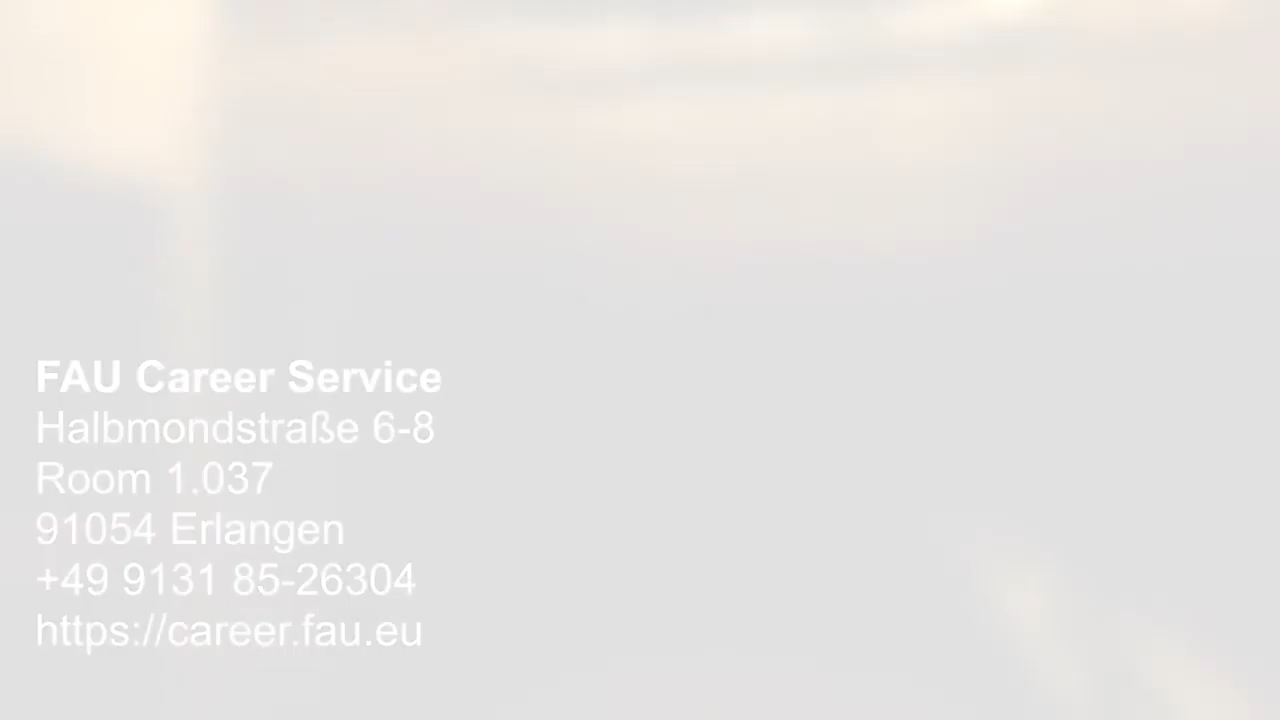 FAU Career Service
Halbmondstraße 6-8
Room 1.037
91054 Erlangen
+49 9131 85-26304
https://career.fau.eu